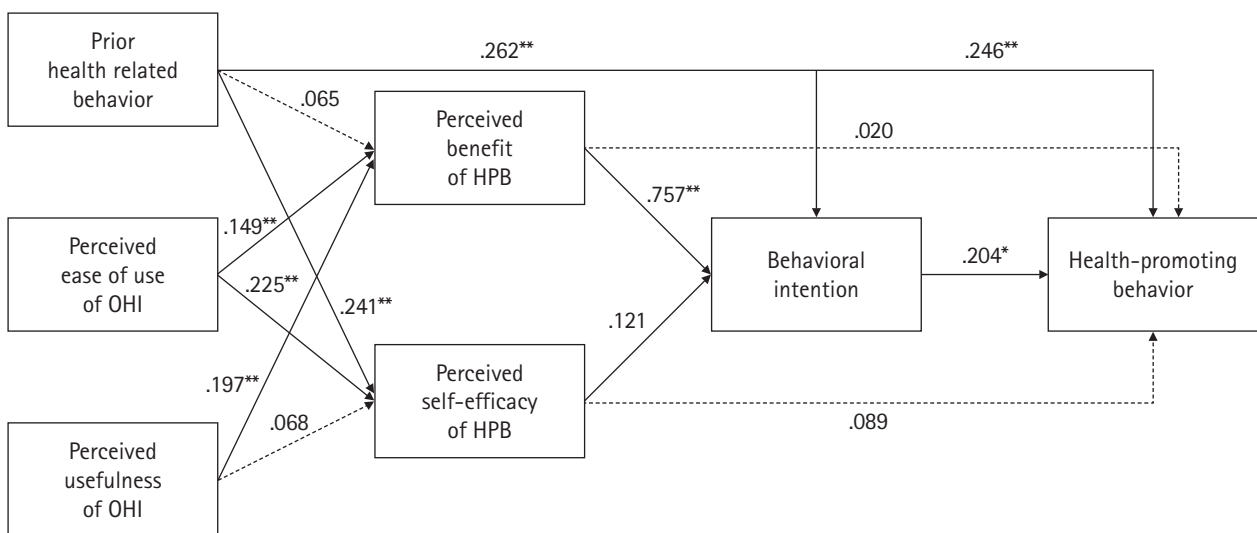 Prior
health related
behavior
.262**
.246**
.065
Perceived
benefit
of HPB
.020
.757**
.149**
Perceived
ease of use
of OHI
.225**
.241**
Behavioral
intention
.204*
Health-promoting
behavior
.121
.197**
.068
Perceived
self-efficacy
of HPB
.089
Perceived
usefulness
of OHI